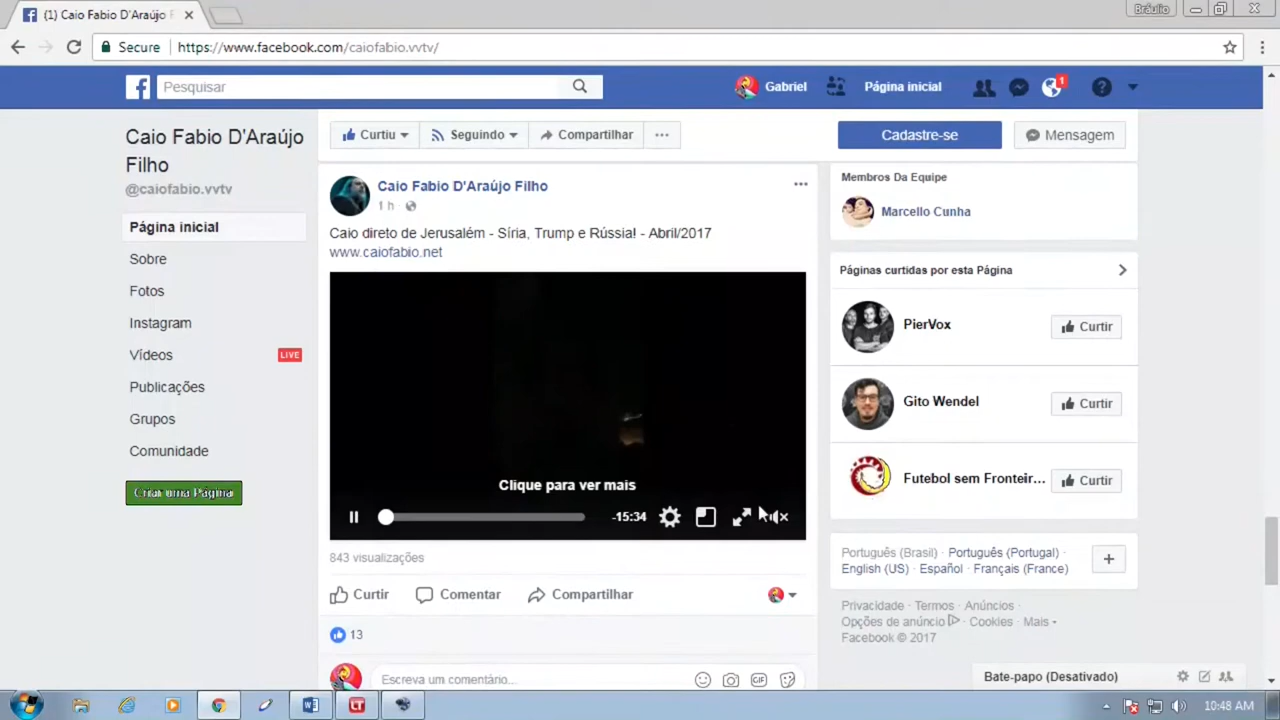 (1) Caio Fabio D'Araújo F
Bráulio
Secure
https://www.facebook.com/caiofabio.vvtv/
Pesquisar
Gabriel
Página inicial
1
Caio Fabio D'Araújo
Filho
@caiofabio.vvtv
Página inicial
Sobre
Fotos
Instagram
Vídeos
LIVE
Publicações
Grupos
Comunidade
Criar uma Página
Curtiu
Seguindo
Compartilhar
Cadastre-se
Mensagem
Caio Fabio D'Araújo Filho
1 h ·
Caio direto de Jerusalém - Síria, Trump e Rússia! - Abril/2017
www.caiofabio.net
Clique para ver mais
-15:34
843 visualizações
Curtir
Comentar
Compartilhar
13
Escreva um comentário...
GIF
Membros Da Equipe
Marcello Cunha
Páginas curtidas por esta Página
PierVox
Curtir
Gito Wendel
Curtir
Futebol sem Fronteir...
Curtir
Português (Brasil) · Português (Portugal) ·
English (US) · Español · Français (France)
Privacidade · Termos · Anúncios ·
Opções de anúncio · Cookies · Mais
Facebook © 2017
Bate-papo (Desativado)
W
LT
10:48 AM